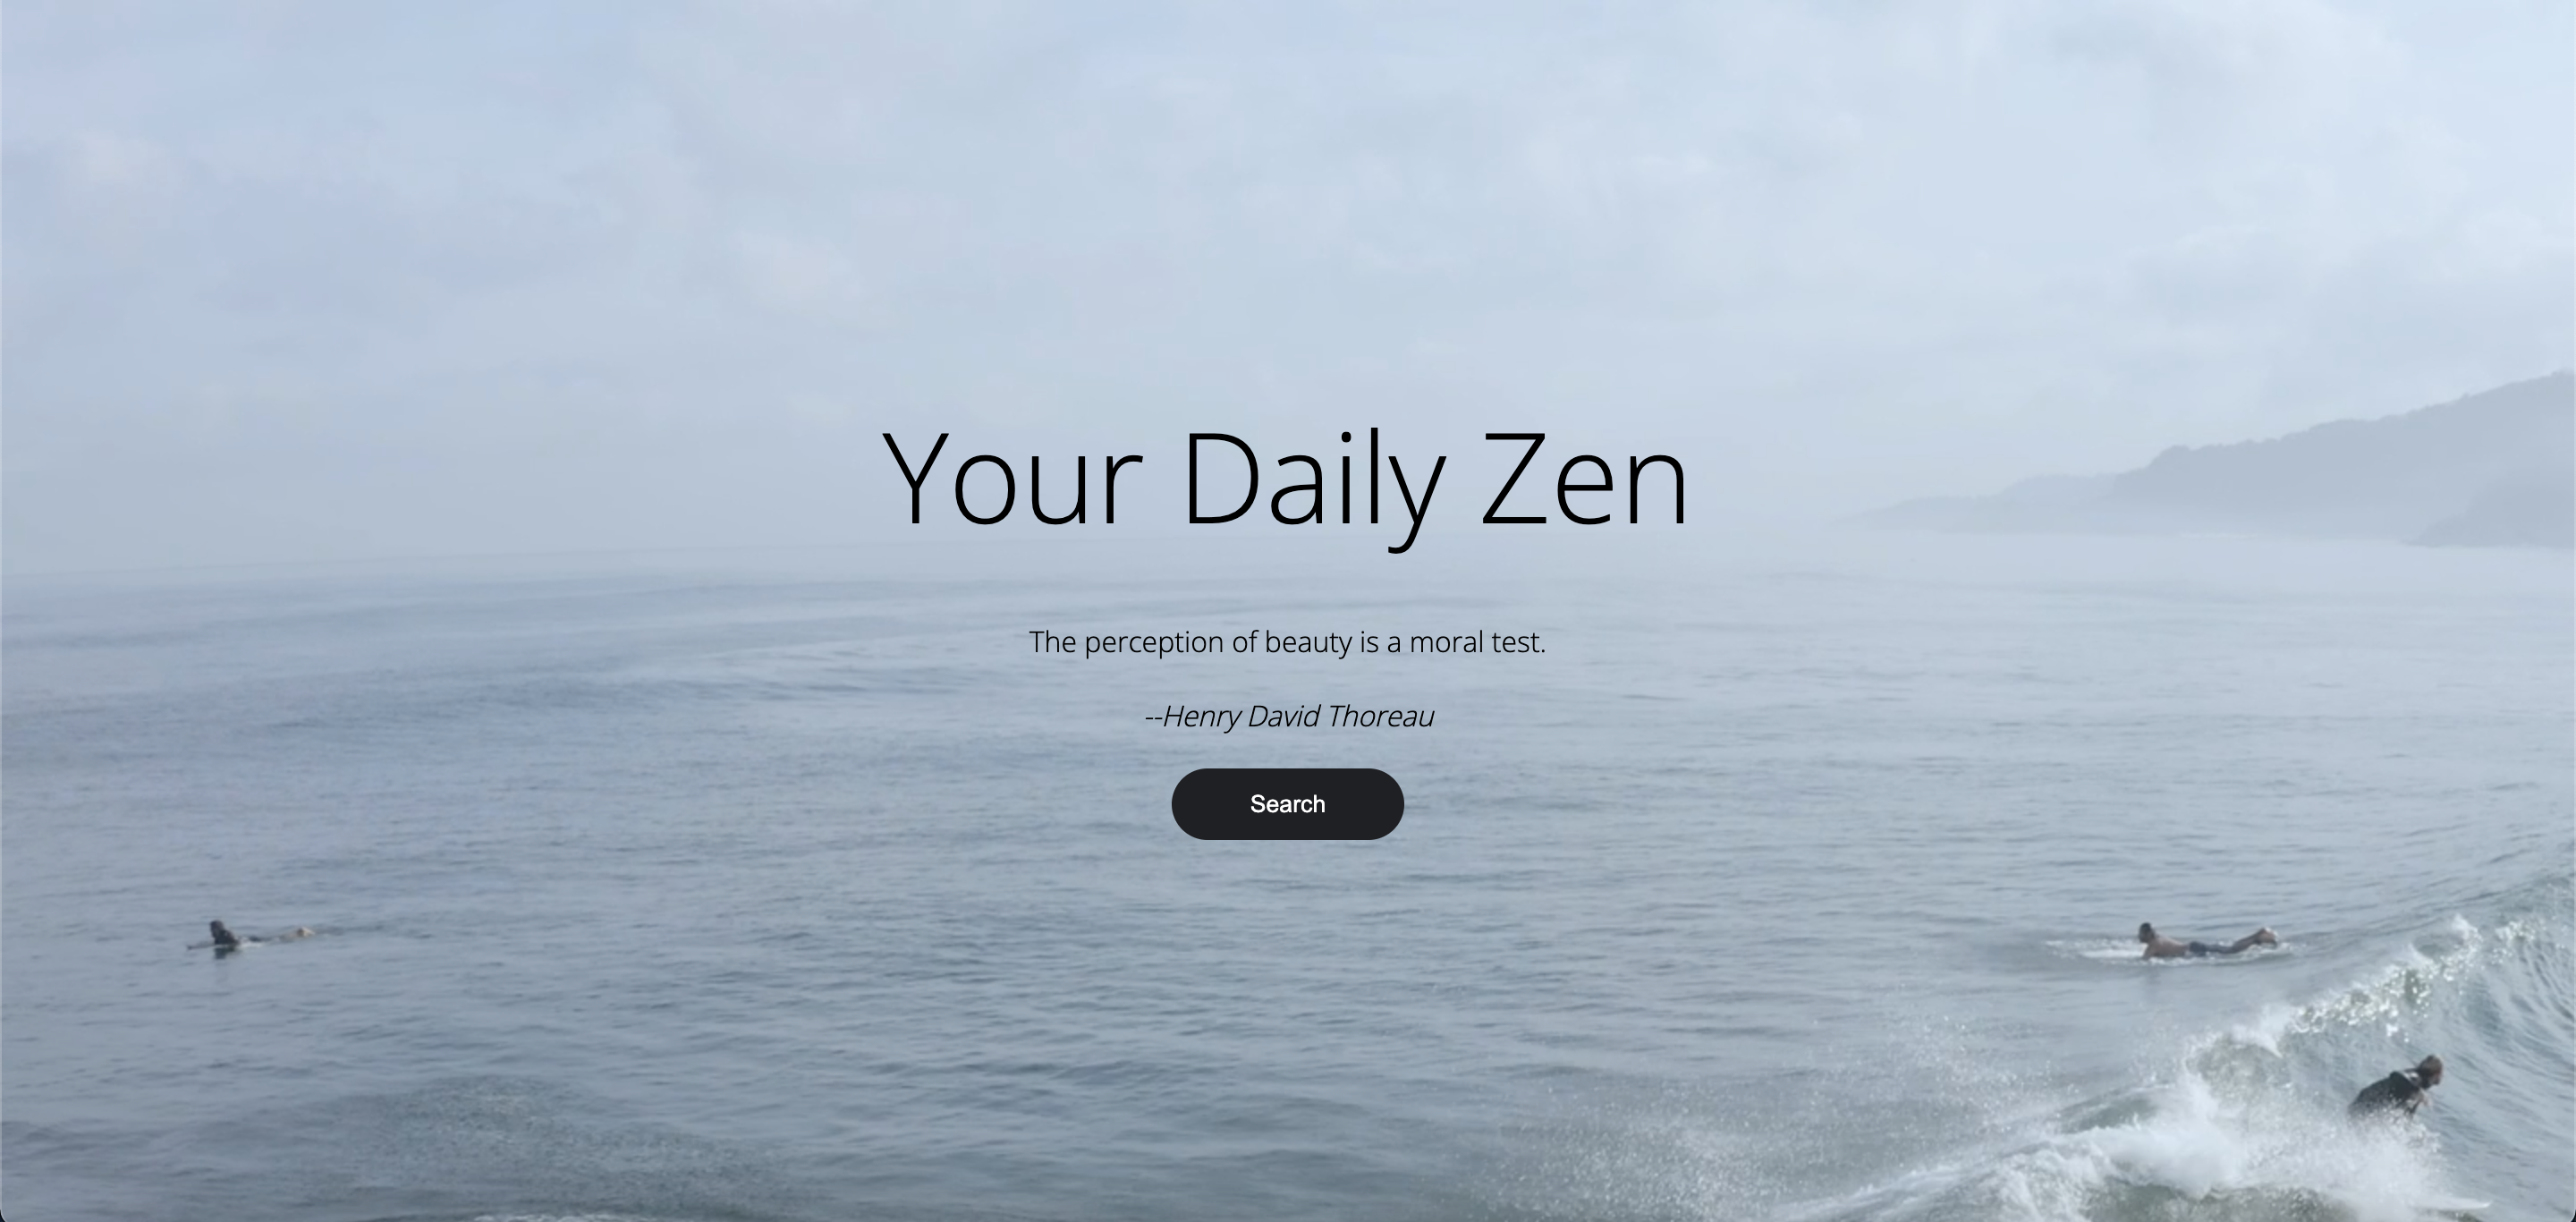 Your Daily Zen
The perception of beauty is a moral test.
--Henry David Thoreau
Search